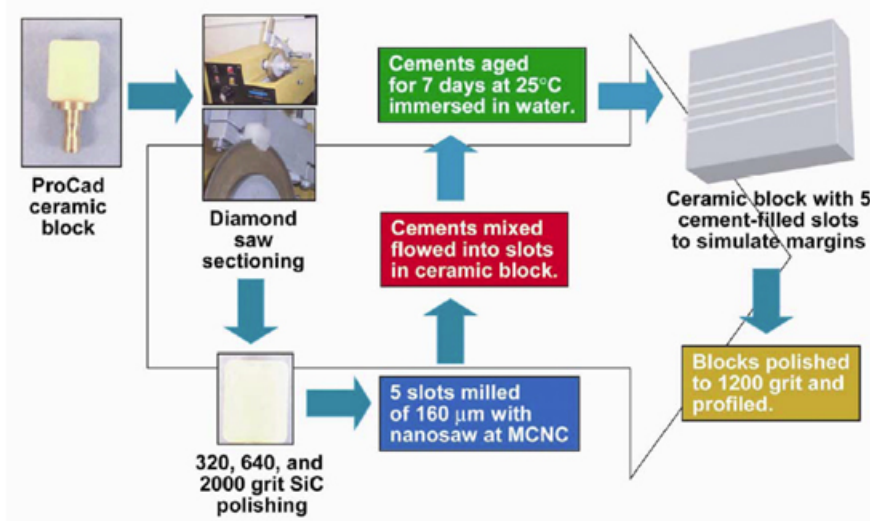 ProCad
ceramic
block
Diamond
saw
sectioning
320, 640, and
2000 grit SiC
polishing
5 slots milled
of 160 μm with
nanosaw at MCNC
Cements mixed
flowed into slots
in ceramic block.
Cements aged
for 7 days at 25°C
immersed in water.
Ceramic block with 5
cement-filled slots
to simulate margins
Blocks polished
to 1200 grit and
profiled.